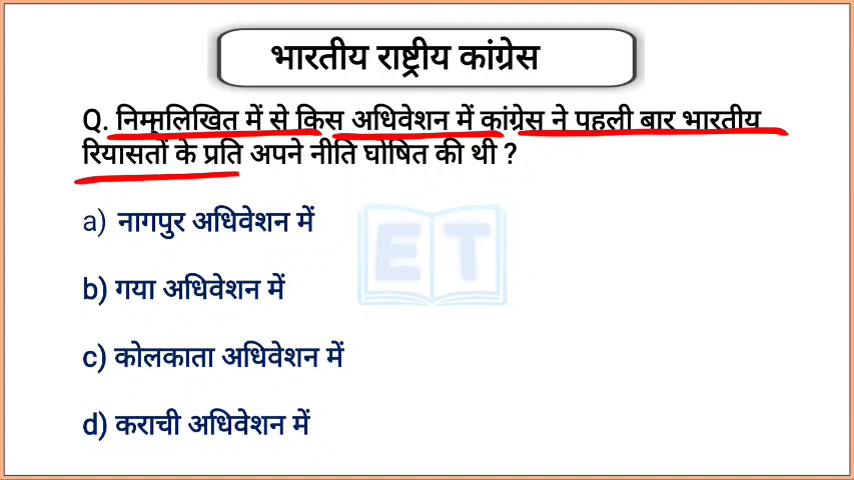 भारतीय राष्ट्रीय कांग्रेस
Q. निम्नलिखित में से किस अधिवेशन में कांग्रेस ने पहली बार भारतीय
रियासतों के प्रति अपने नीति घोषित की थी ?
a) नागपुर अधिवेशन में
ET
b) गया अधिवेशन में
c) कोलकाता अधिवेशन में
d) कराची अधिवेशन में